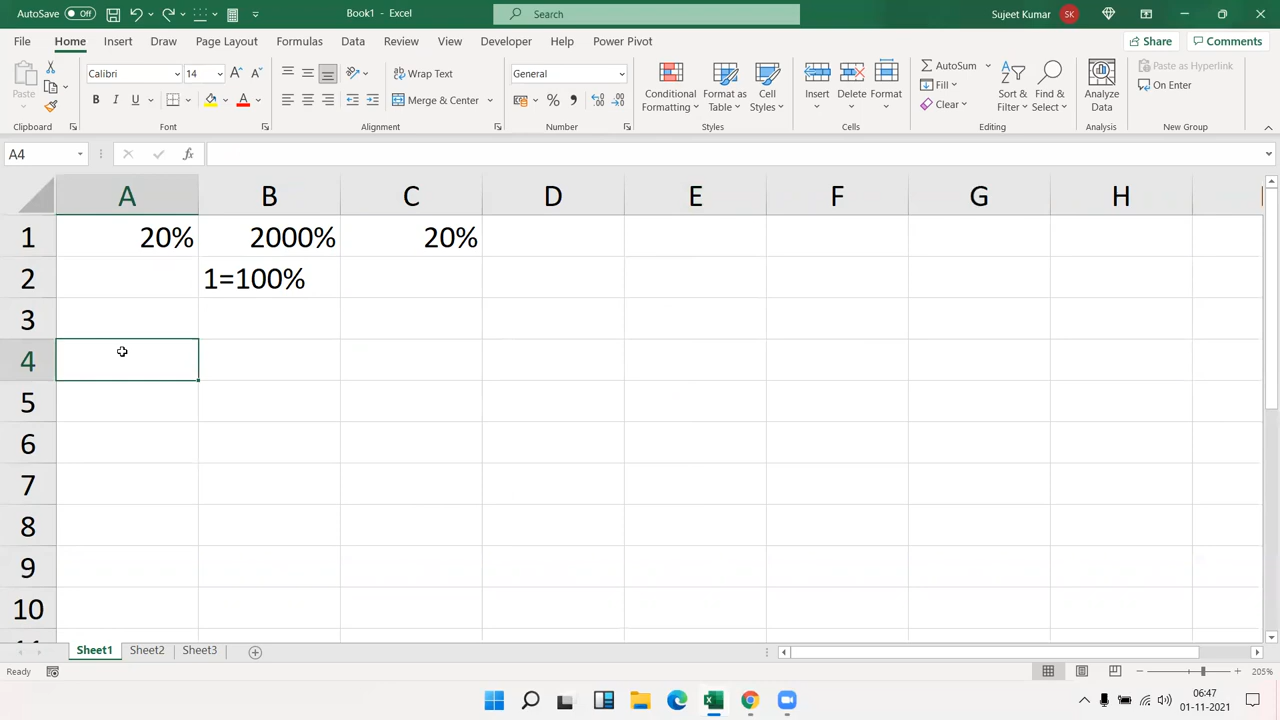 AutoSave Off Book1 - Excel Search Sujeet Kumar SK
File Home Insert Draw Page Layout Formulas Data Review View Developer Help Power Pivot Share Comments
Paste Calibri 14 Wrap Text General Conditional Formatting Format as Table Cell Styles Insert Delete Format AutoSum Sort & Filter Find & Select Analyze Data Paste as Hyperlink
B I U A Merge & Center % Fill Clear On Enter
Clipboard Font Alignment Number Styles Cells Editing Analysis New Group
A4 fx
A B C D E F G H
1 20% 2000% 20%
2 1=100%
3
4
5
6
7
8
9
10
Sheet1 Sheet2 Sheet3
Ready 205%
06:47
01-11-2021